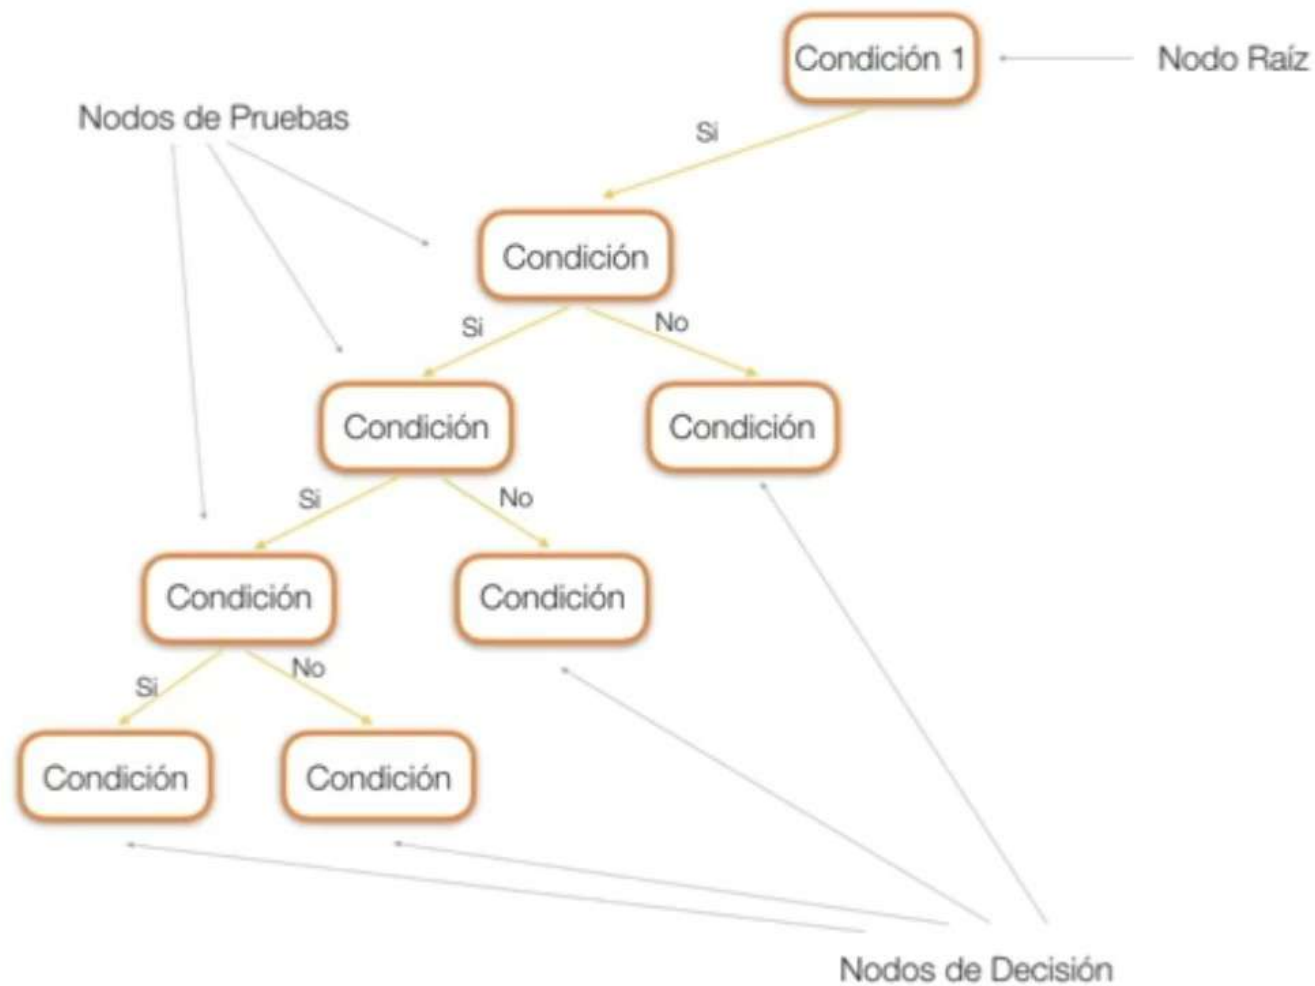 Condición 1
Nodo Raíz
Nodos de Pruebas
Si
Condición
Si
No
Condición
Condición
Si
No
Condición
Condición
Si
No
Condición
Condición
Nodos de Decisión